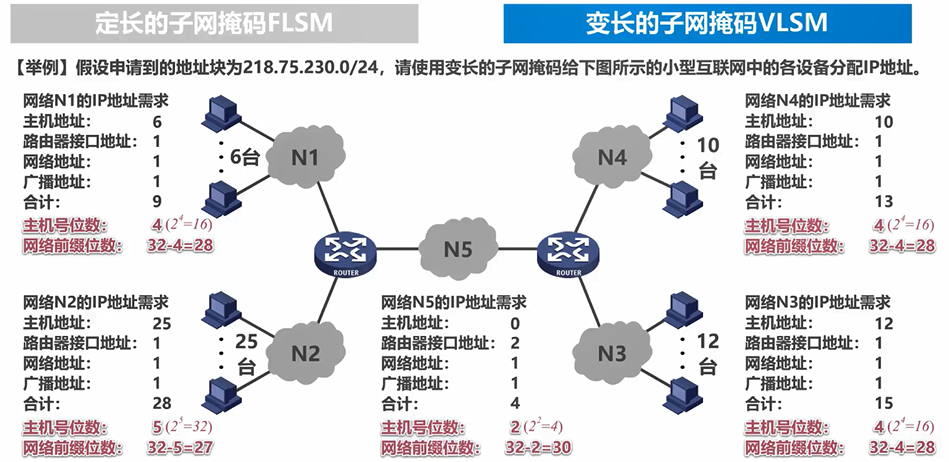 定长的子网掩码FLSM
变长的子网掩码VLSM
【举例】假设申请到的地址块为218.75.230.0/24，请使用变长的子网掩码给下图所示的小型互联网中的各设备分配IP地址。
网络N1的IP地址需求
主机地址： 6
路由器接口地址： 1
网络地址： 1
广播地址： 1
合计： 9
主机号位数： 4 (2⁴=16)
网络前缀位数： 32-4=28
6台
N1
N4
10
台
网络N4的IP地址需求
主机地址： 10
路由器接口地址： 1
网络地址： 1
广播地址： 1
合计： 13
主机号位数： 4 (2⁴=16)
网络前缀位数： 32-4=28
ROUTER
N5
ROUTER
网络N2的IP地址需求
主机地址： 25
路由器接口地址： 1
网络地址： 1
广播地址： 1
合计： 28
主机号位数： 5 (2⁵=32)
网络前缀位数： 32-5=27
25
台
N2
网络N5的IP地址需求
主机地址： 0
路由器接口地址： 2
网络地址： 1
广播地址： 1
合计： 4
主机号位数： 2 (2²=4)
网络前缀位数： 32-2=30
N3
12
台
网络N3的IP地址需求
主机地址： 12
路由器接口地址： 1
网络地址： 1
广播地址： 1
合计： 15
主机号位数： 4 (2⁴=16)
网络前缀位数： 32-4=28